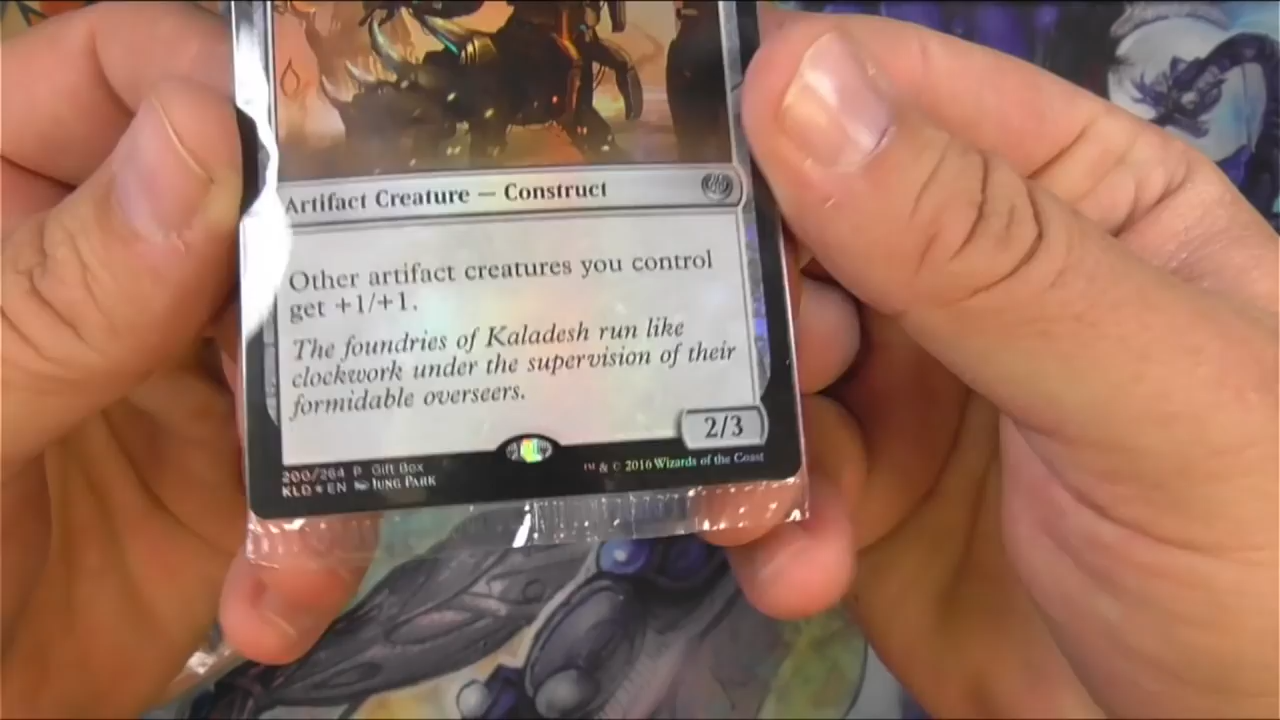 Artifact Creature — Construct
Other artifact creatures you control
get +1/+1.
The foundries of Kaladesh run like
clockwork under the supervision of their
formidable overseers.
2/3
200/264 P Gift Box
™ & © 2016 Wizards of the Coast
KLD ★ EN JUNG PARK